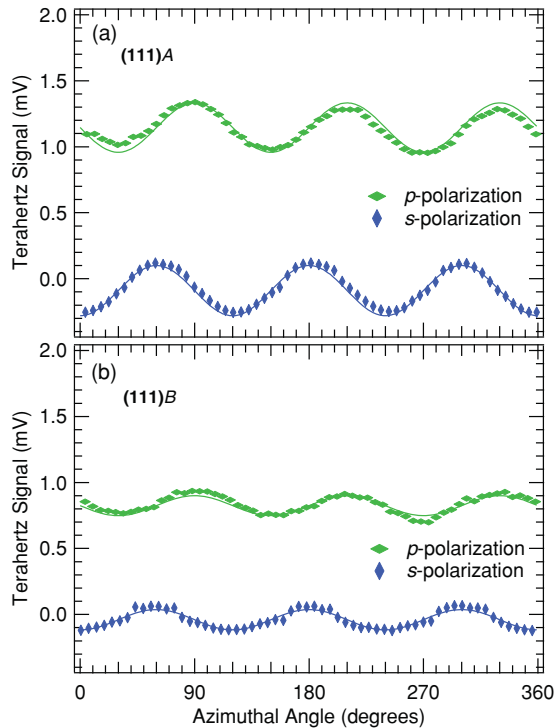 2.0
(a)
(111)A
1.5
1.0
p-polarization
s-polarization
0.5
0.0
Terahertz Signal (mV)
2.0
(b)
(111)B
1.5
1.0
p-polarization
s-polarization
0.5
0.0
Terahertz Signal (mV)
0 90 180 270 360
Azimuthal Angle (degrees)